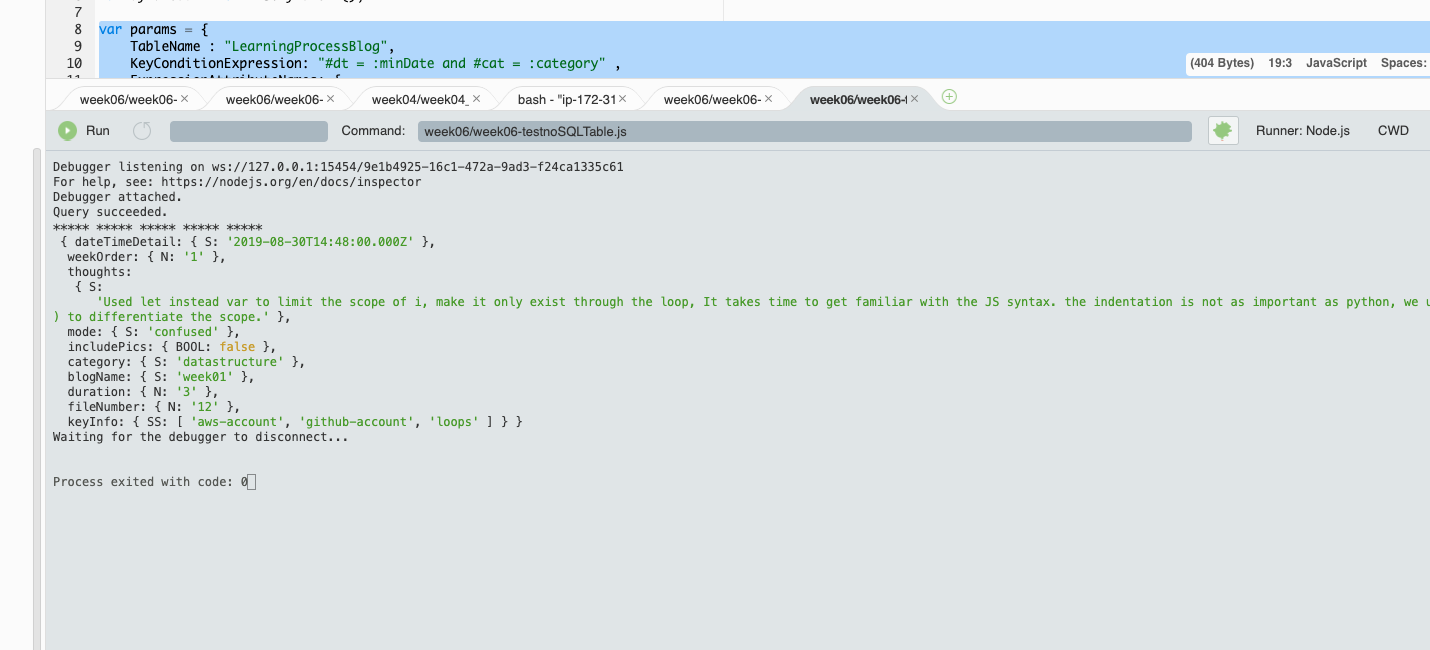 7
8 var params = {
9 TableName : "LearningProcessBlog",
10 KeyConditionExpression: "#dt = :minDate and #cat = :category" ,
11 ExpressionAttributeNames: {
(404 Bytes) 19:3 JavaScript Spaces:
week06/week06- × week06/week06- × week04/week04_ × bash - "ip-172-31 × week06/week06- × week06/week06-t ×
Run Command: week06/week06-testnoSQLTable.js Runner: Node.js CWD
Debugger listening on ws://127.0.0.1:15454/9e1b4925-16c1-472a-9ad3-f24ca1335c61
For help, see: https://nodejs.org/en/docs/inspector
Debugger attached.
Query succeeded.
***** ***** ***** ***** *****
{ dateTimeDetail: { S: '2019-08-30T14:48:00.000Z' },
weekOrder: { N: '1' },
thoughts:
{ S:
'Used let instead var to limit the scope of i, make it only exist through the loop, It takes time to get familiar with the JS syntax. the indentation is not as important as python, we
) to differentiate the scope.' },
mode: { S: 'confused' },
includePics: { BOOL: false },
category: { S: 'datastructure' },
blogName: { S: 'week01' },
duration: { N: '3' },
fileNumber: { N: '12' },
keyInfo: { SS: [ 'aws-account', 'github-account', 'loops' ] } }
Waiting for the debugger to disconnect...
Process exited with code: 0